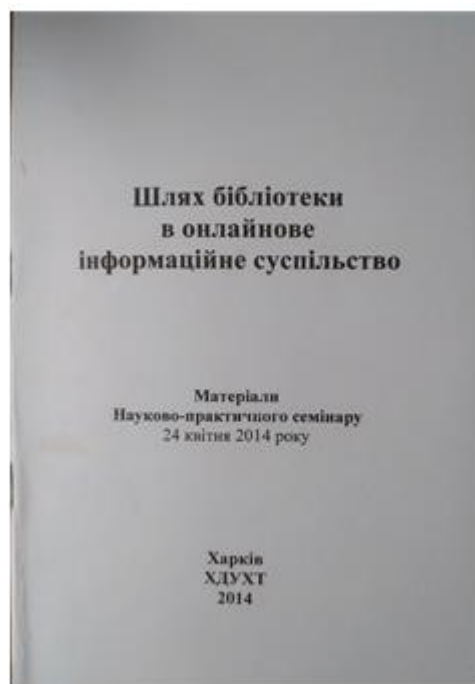 Шлях бібліотеки
в онлайнове
інформаційне суспільство
Матеріали
Науково-практичного семінару
24 квітня 2014 року
Харків
ХДУХТ
2014